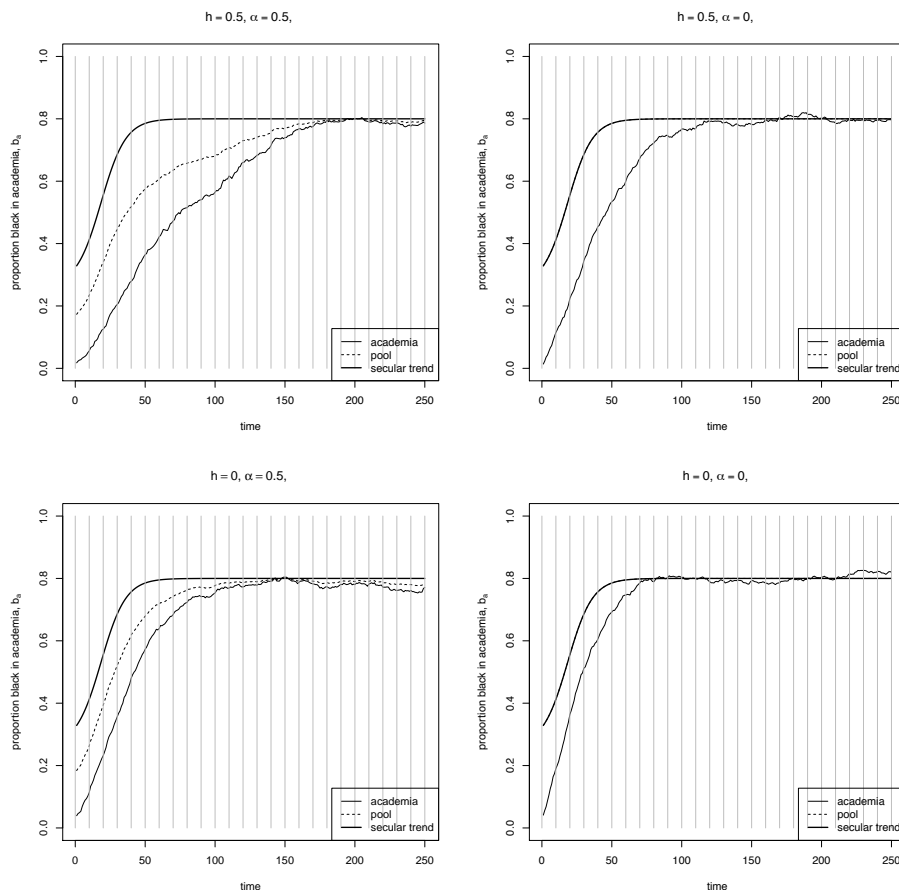 h = 0.5, α = 0.5,
proportion black in academia, bₐ
1.0
0.8
0.6
0.4
0.2
0.0
academia
pool
secular trend
0 50 100 150 200 250
time
h = 0.5, α = 0,
proportion black in academia, bₐ
1.0
0.8
0.6
0.4
0.2
0.0
academia
pool
secular trend
0 50 100 150 200 250
time
h = 0, α = 0.5,
proportion black in academia, bₐ
1.0
0.8
0.6
0.4
0.2
0.0
academia
pool
secular trend
0 50 100 150 200 250
time
h = 0, α = 0,
proportion black in academia, bₐ
1.0
0.8
0.6
0.4
0.2
0.0
academia
pool
secular trend
0 50 100 150 200 250
time